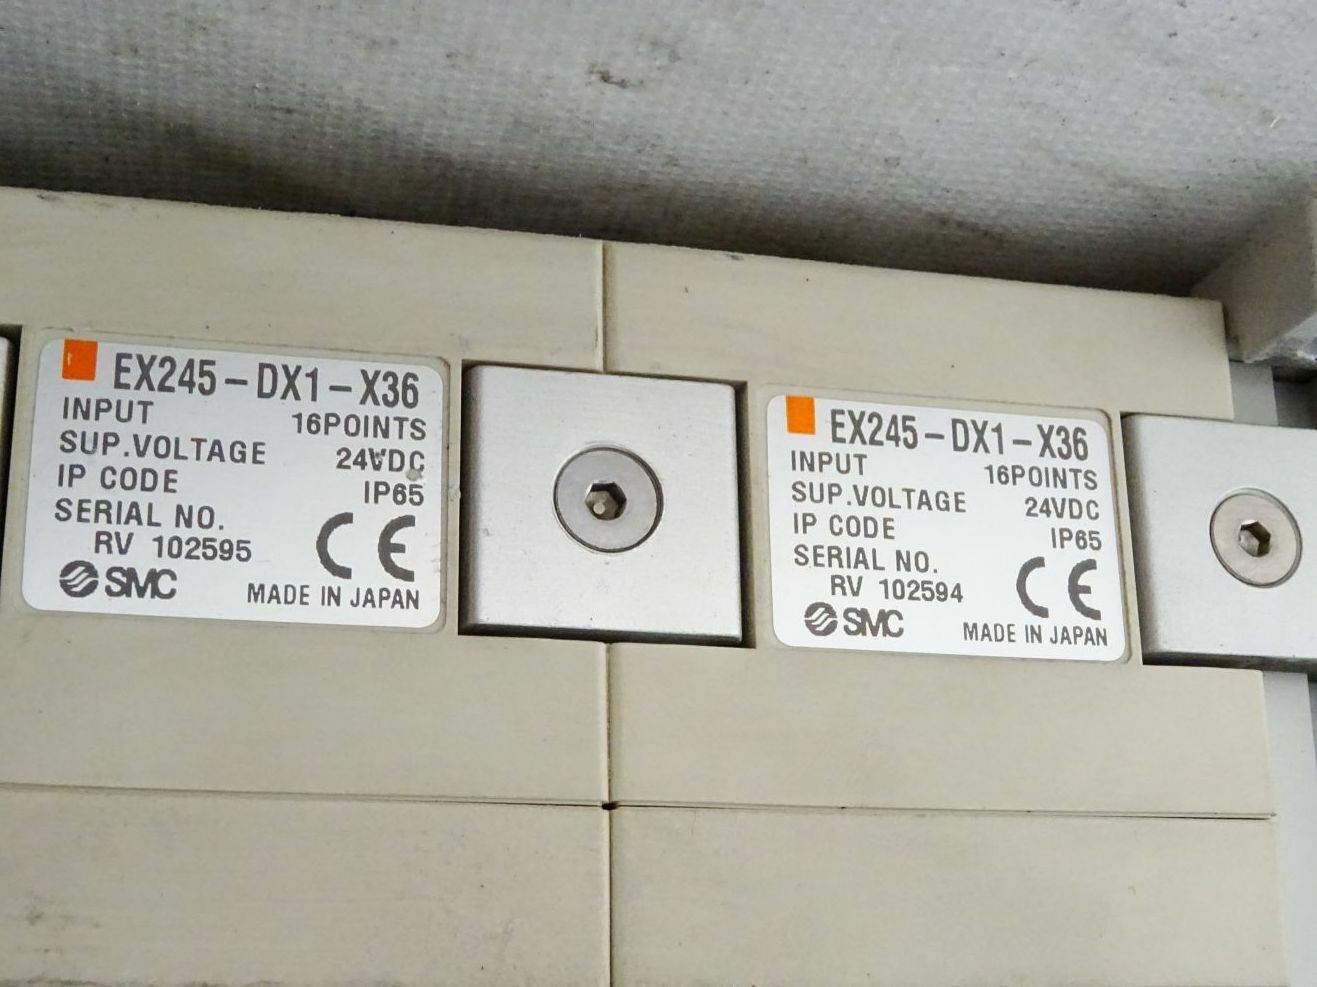 EX245-DX1-X36
INPUT 16POINTS
SUP.VOLTAGE 24VDC
IP CODE IP65
SERIAL NO.
RV 102595 CE
SMC MADE IN JAPAN
EX245-DX1-X36
INPUT 16POINTS
SUP.VOLTAGE 24VDC
IP CODE IP65
SERIAL NO.
RV 102594 CE
SMC MADE IN JAPAN